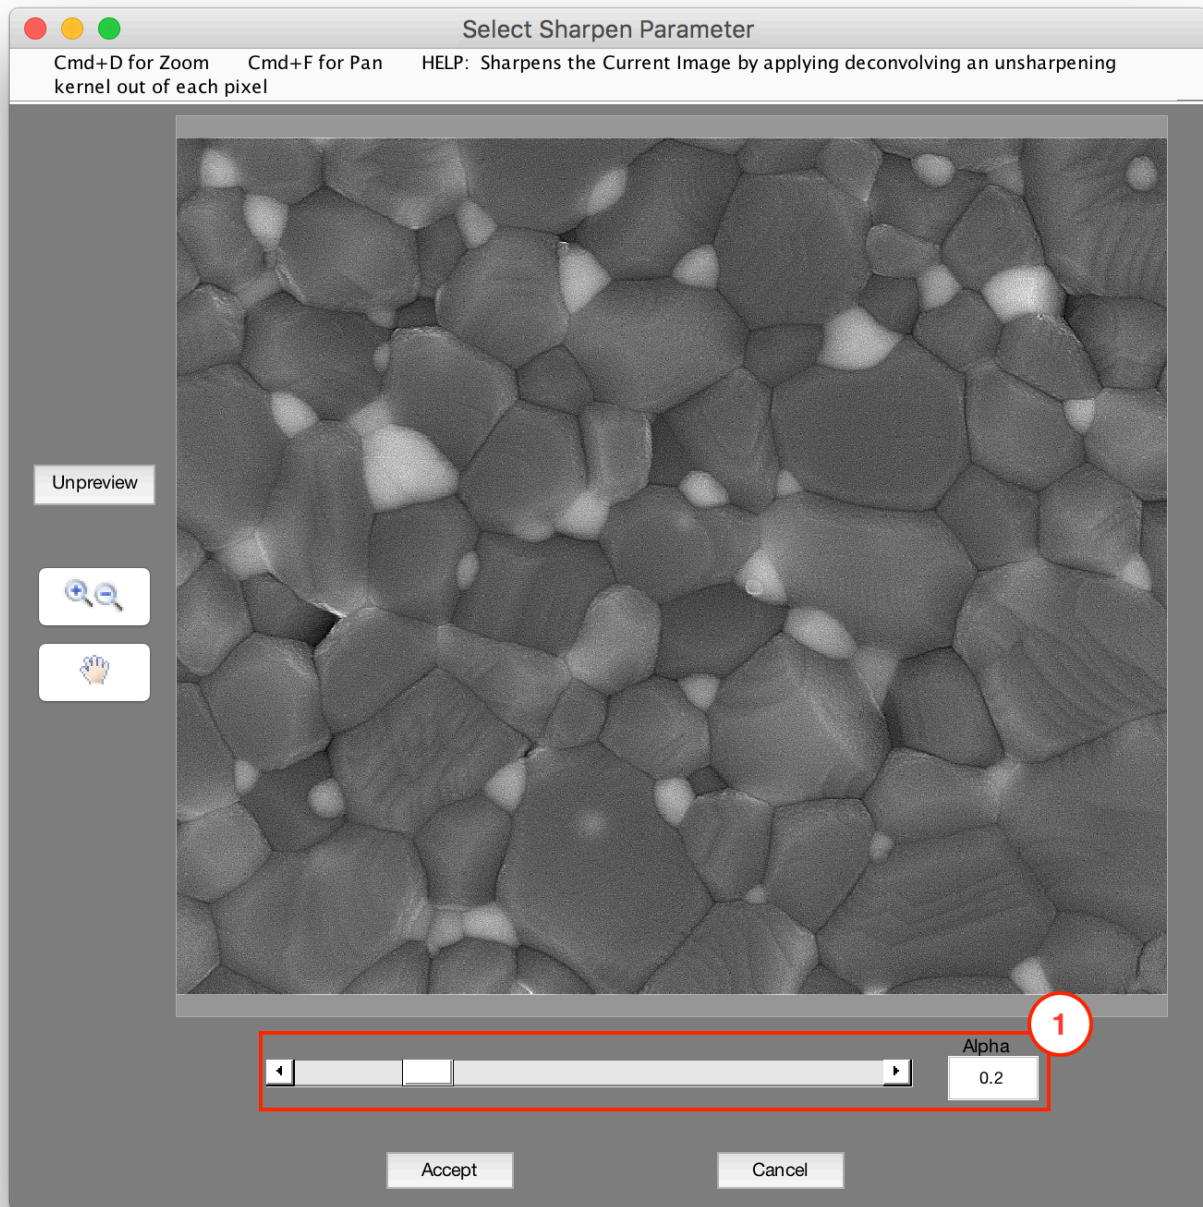 Select Sharpen Parameter
Cmd+D for Zoom Cmd+F for Pan HELP: Sharpens the Current Image by applying deconvolving an unsharpening
kernel out of each pixel
Unpreview
1
Alpha
0.2
Accept Cancel